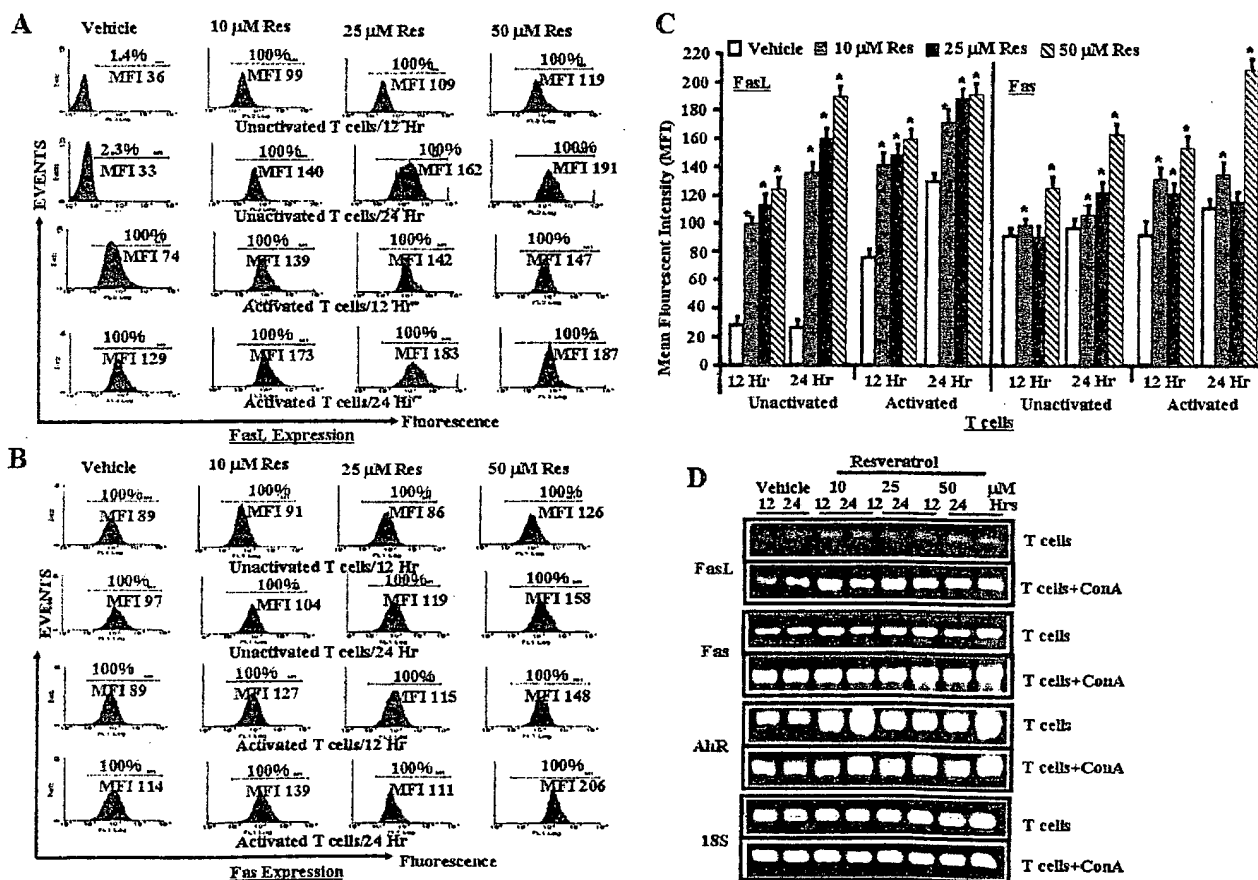 A
Vehicle 10 µM Res 25 µM Res 50 µM Res
1.4% 100% 100% 100%
MFI 36 MFI 99 MFI 109 MFI 119
Unactivated T cells/12 Hr
2.3% 100% 100% 100%
MFI 33 MFI 140 MFI 162 MFI 191
Unactivated T cells/24 Hr
100% 100% 100% 100%
MFI 74 MFI 139 MFI 142 MFI 147
Activated T cells/12 Hr
100% 100% 100% 100%
MFI 129 MFI 173 MFI 183 MFI 187
Activated T cells/24 Hr
EVENTS
Fluorescence
FasL Expression
B
Vehicle 10 µM Res 25 µM Res 50 µM Res
100% 100% 100% 100%
MFI 89 MFI 91 MFI 86 MFI 126
Unactivated T cells/12 Hr
100% 100% 100% 100%
MFI 97 MFI 104 MFI 119 MFI 158
Unactivated T cells/24 Hr
100% 100% 100% 100%
MFI 89 MFI 127 MFI 115 MFI 148
Activated T cells/12 Hr
100% 100% 100% 100%
MFI 114 MFI 139 MFI 111 MFI 206
Activated T cells/24 Hr
EVENTS
Fluorescence
Fas Expression
C
Vehicle 10 µM Res 25 µM Res 50 µM Res
FasL Fas
Mean Flourescent Intensity (MFI)
220
200
180
160
140
120
100
80
60
40
20
0
12 Hr 24 Hr 12 Hr 24 Hr 12 Hr 24 Hr 12 Hr 24 Hr
Unactivated Activated Unactivated Activated
T cells
D
Resveratrol
Vehicle 10 25 50 µM
12 24 12 24 12 24 12 24 Hrs
FasL
T cells
T cells+ConA
Fas
T cells
T cells+ConA
AhR
T cells
T cells+ConA
18S
T cells
T cells+ConA